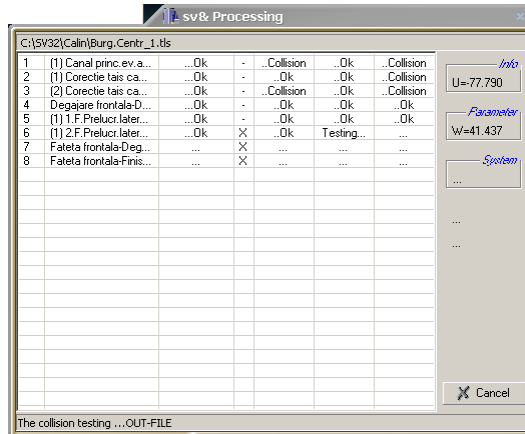 sv& Processing
C:\SV32\Calin\Burg.Centr_1.tls
1 (1) Canal princ.ev.a... ...Ok - ..Collision ..Ok ..Collision
2 (1) Corectie tais ca... ...Ok - ..Ok ..Ok ..Collision
3 (2) Corectie tais ca... ...Ok - ..Collision ..Ok ..Collision
4 Degajare frontala-D... ...Ok - ..Ok ..Ok ..Ok
5 (1) 1.F.Prelucr.later... ...Ok - ..Ok ..Ok ..Ok
6 (1) 2.F.Prelucr.later... ...Ok X ..Ok Testing... ...
7 Fateta frontala-Deg... ... X ... ... ...
8 Fateta frontala-Finis... ... X ... ... ...
Info
U=-77.790
Parameter
W=41.437
System
...
...
...
Cancel
The collision testing ...OUT-FILE